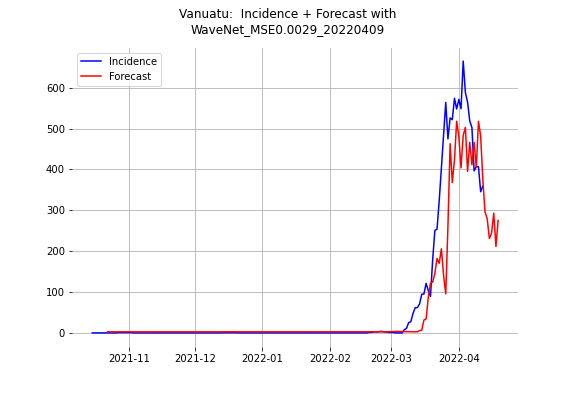 Vanuatu:  Incidence + Forecast with
WaveNet_MSE0.0029_20220409
Incidence
Forecast
600
500
400
300
200
100
0
2021-11 2021-12 2022-01 2022-02 2022-03 2022-04